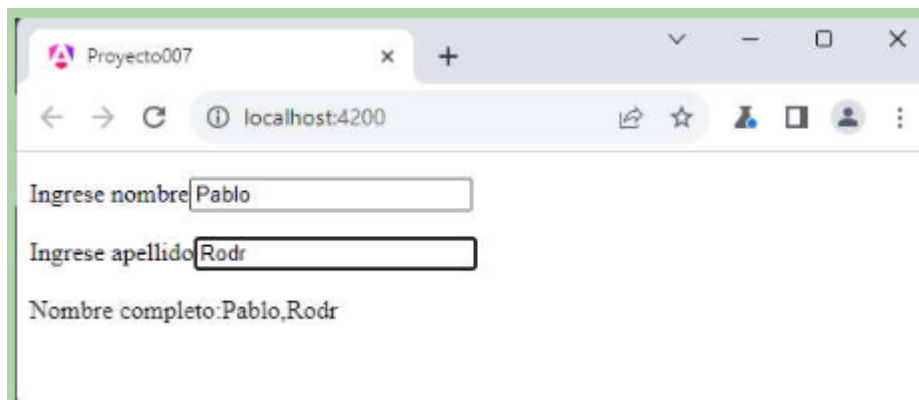 Proyecto007
localhost:4200
Ingrese nombre Pablo
Ingrese apellido Rodr
Nombre completo:Pablo,Rodr